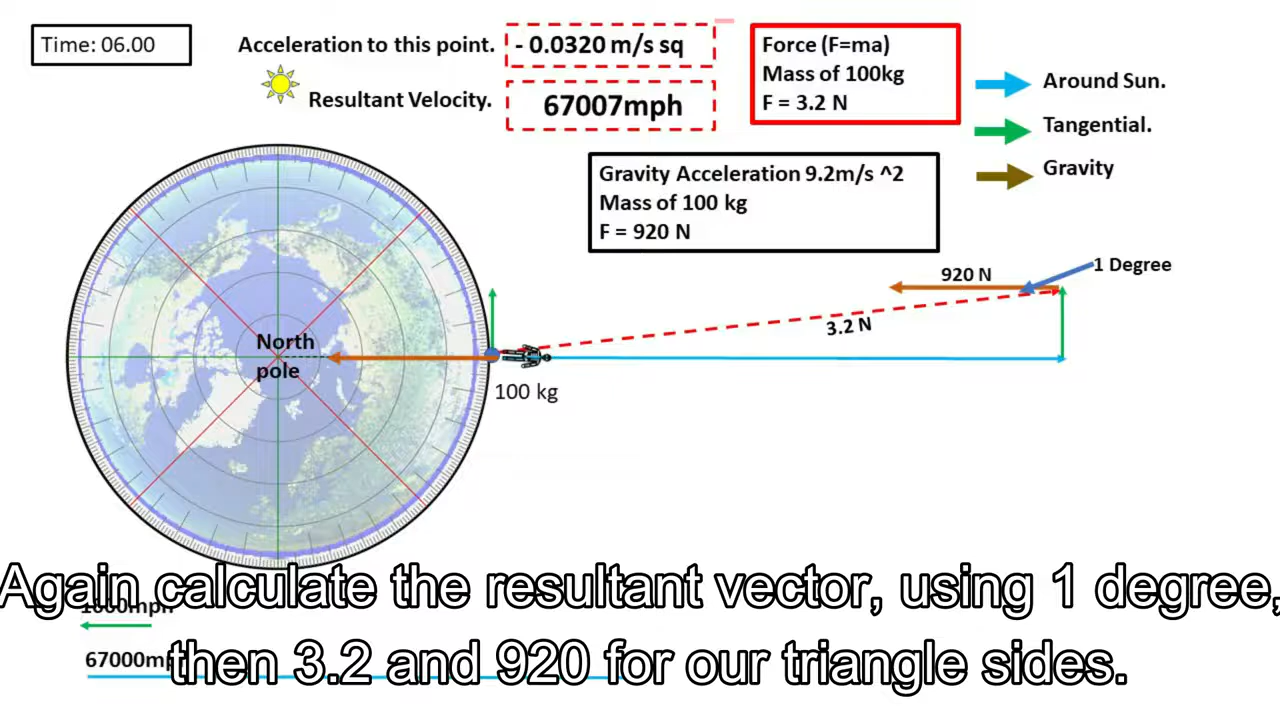 Time: 06.00
Acceleration to this point.
- 0.0320 m/s sq
Resultant Velocity.
67007mph
Force (F=ma)
Mass of 100kg
F = 3.2 N
Around Sun.
Tangential.
Gravity
Gravity Acceleration 9.2m/s ^2
Mass of 100 kg
F = 920 N
920 N
1 Degree
3.2 N
North
pole
100 kg
Again calculate the resultant vector, using 1 degree,
1000mph
67000mp
then 3.2 and 920 for our triangle sides.